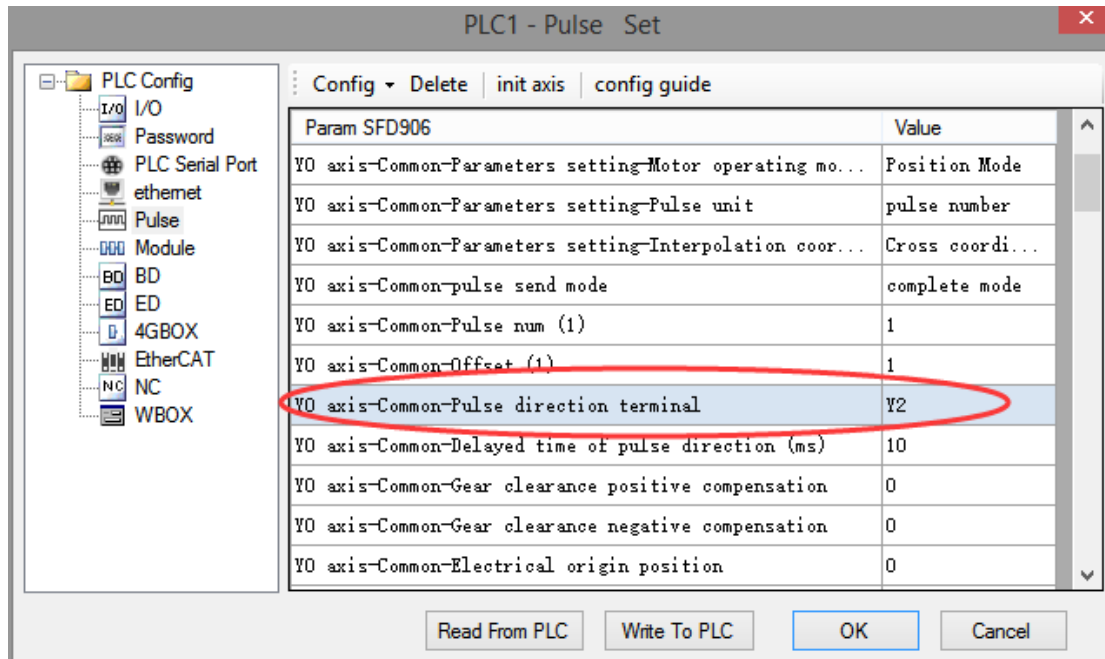 PLC1 - Pulse Set
PLC Config
I/O I/O
Password
PLC Serial Port
ethernet
Pulse
Module
BD BD
ED ED
4GBOX
EtherCAT
NC NC
WBOX
Config Delete init axis config guide
Param SFD906 Value
Y0 axis-Common-Parameters setting-Motor operating mo... Position Mode
Y0 axis-Common-Parameters setting-Pulse unit pulse number
Y0 axis-Common-Parameters setting-Interpolation coor... Cross coordi...
Y0 axis-Common-pulse send mode complete mode
Y0 axis-Common-Pulse num (1) 1
Y0 axis-Common-Offset (1) 1
Y0 axis-Common-Pulse direction terminal Y2
Y0 axis-Common-Delayed time of pulse direction (ms) 10
Y0 axis-Common-Gear clearance positive compensation 0
Y0 axis-Common-Gear clearance negative compensation 0
Y0 axis-Common-Electrical origin position 0
Read From PLC Write To PLC OK Cancel